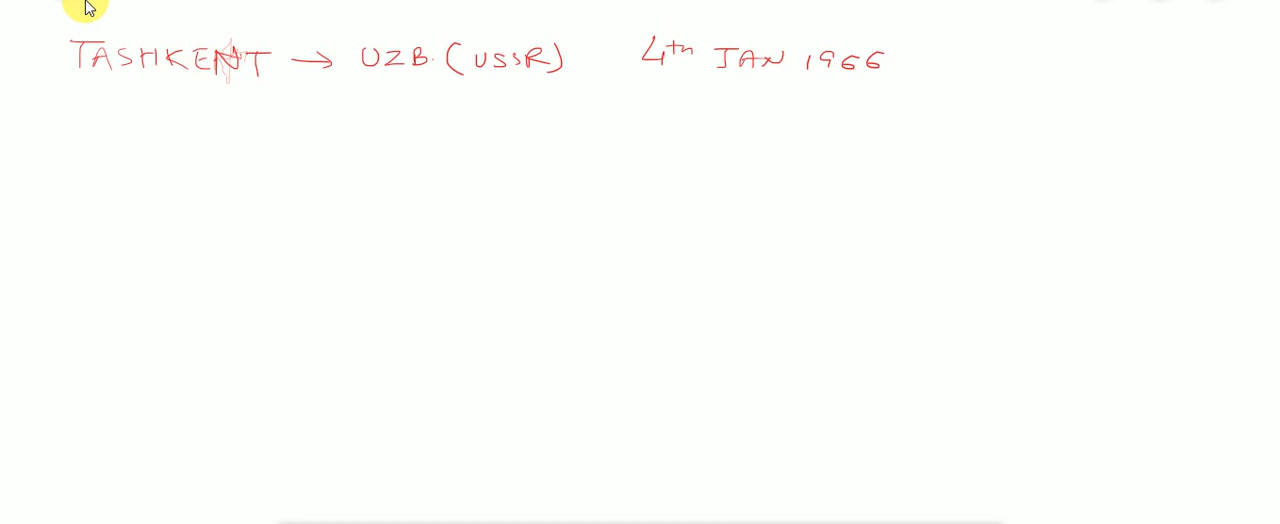 TASHKENT → UZB. (USSR) 4th JAN 1966